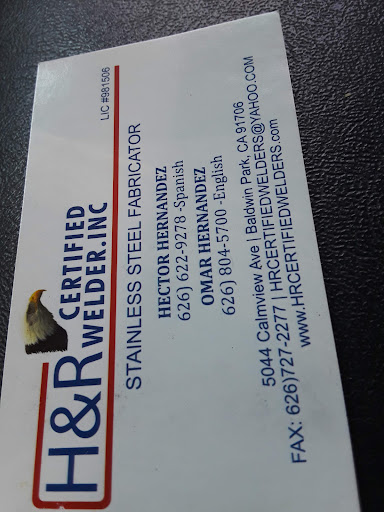 LIC #981506
H&R CERTIFIED
WELDER.INC
STAINLESS STEEL FABRICATOR
HECTOR HERNANDEZ
626) 622-9278 -Spanish
OMAR HERNANDEZ
626) 804-5700 -English
5044 Calmview Ave | Baldwin Park, CA 91706
FAX: 626)727-2277 | HRCERTIFIEDWELDERS@YAHOO.COM
www.HRCERTIFIEDWELDERS.com